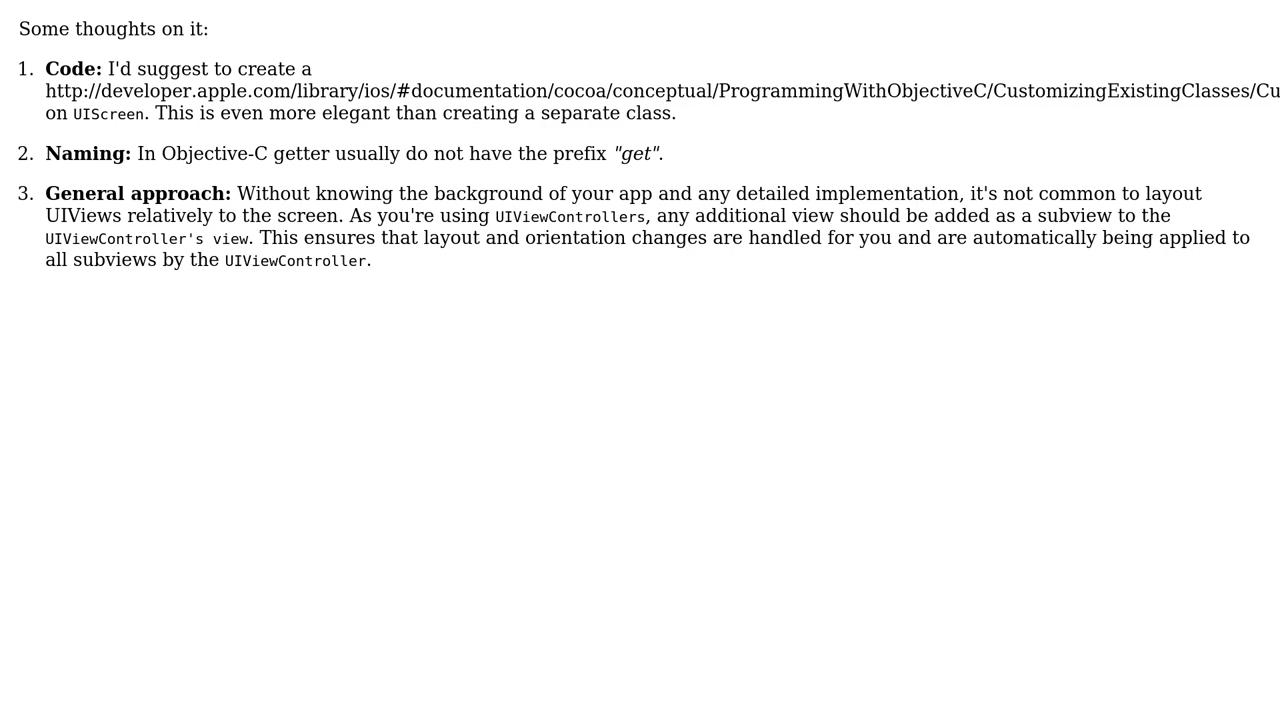 Some thoughts on it:
1. Code: I'd suggest to create a
http://developer.apple.com/library/ios/#documentation/cocoa/conceptual/ProgrammingWithObjectiveC/CustomizingExistingClasses/Cu
on UIScreen. This is even more elegant than creating a separate class.
2. Naming: In Objective-C getter usually do not have the prefix "get".
3. General approach: Without knowing the background of your app and any detailed implementation, it's not common to layout
UIViews relatively to the screen. As you're using UIViewControllers, any additional view should be added as a subview to the
UIViewController's view. This ensures that layout and orientation changes are handled for you and are automatically being applied to
all subviews by the UIViewController.